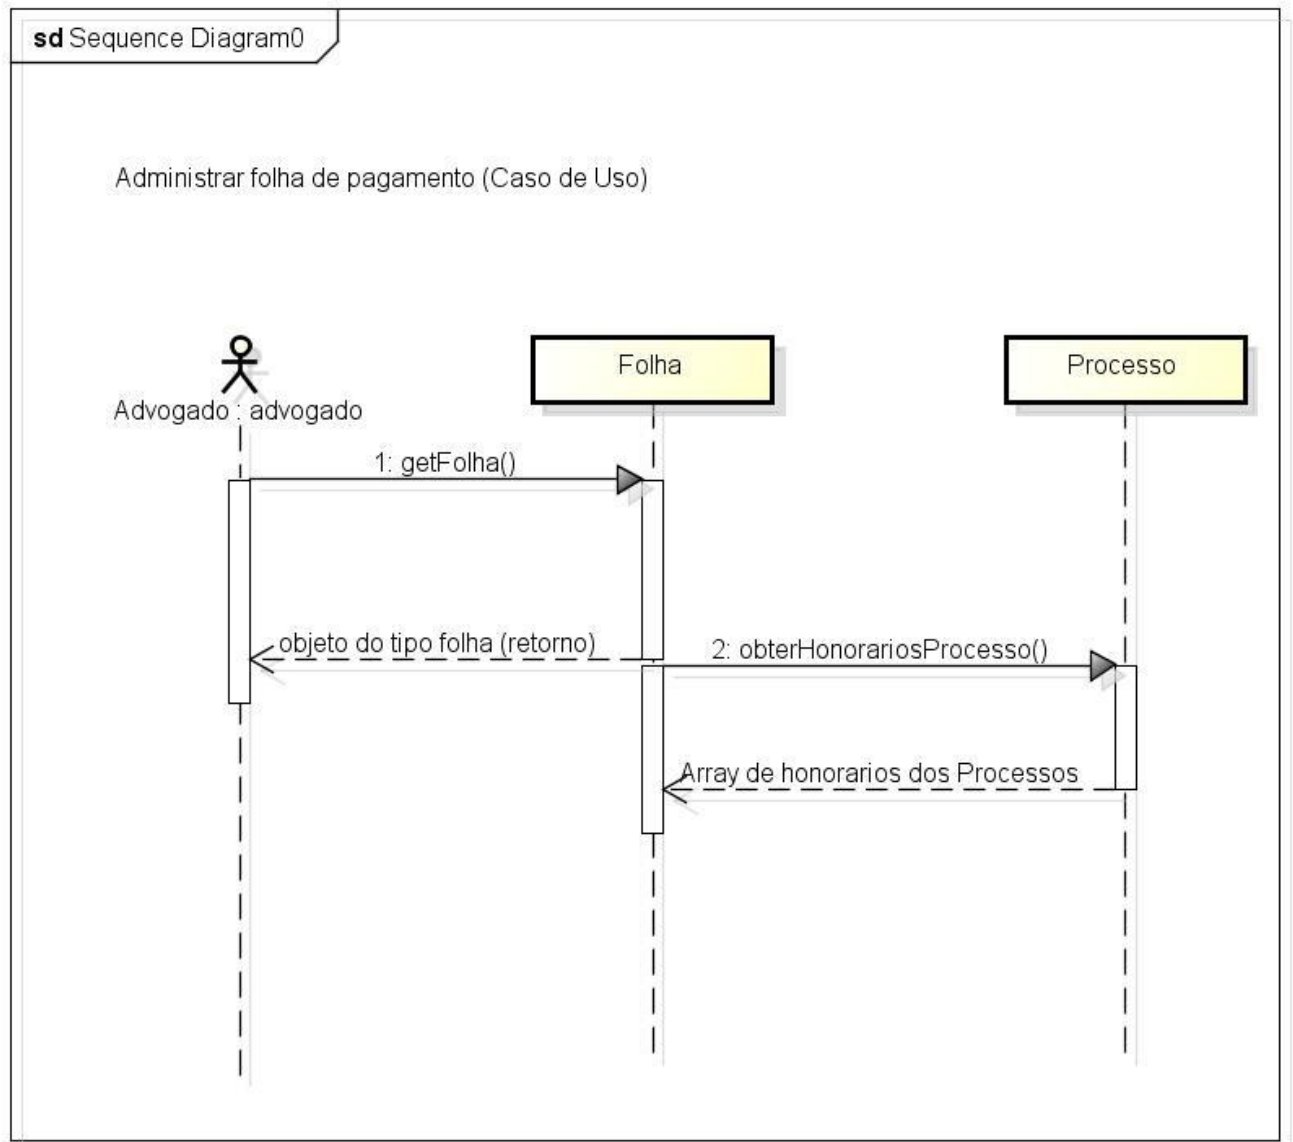 sd Sequence Diagram0
Administrar folha de pagamento (Caso de Uso)
Folha
Processo
Advogado : advogado
1: getFolha()
objeto do tipo folha (retorno)
2: obterHonorariosProcesso()
Array de honorarios dos Processos